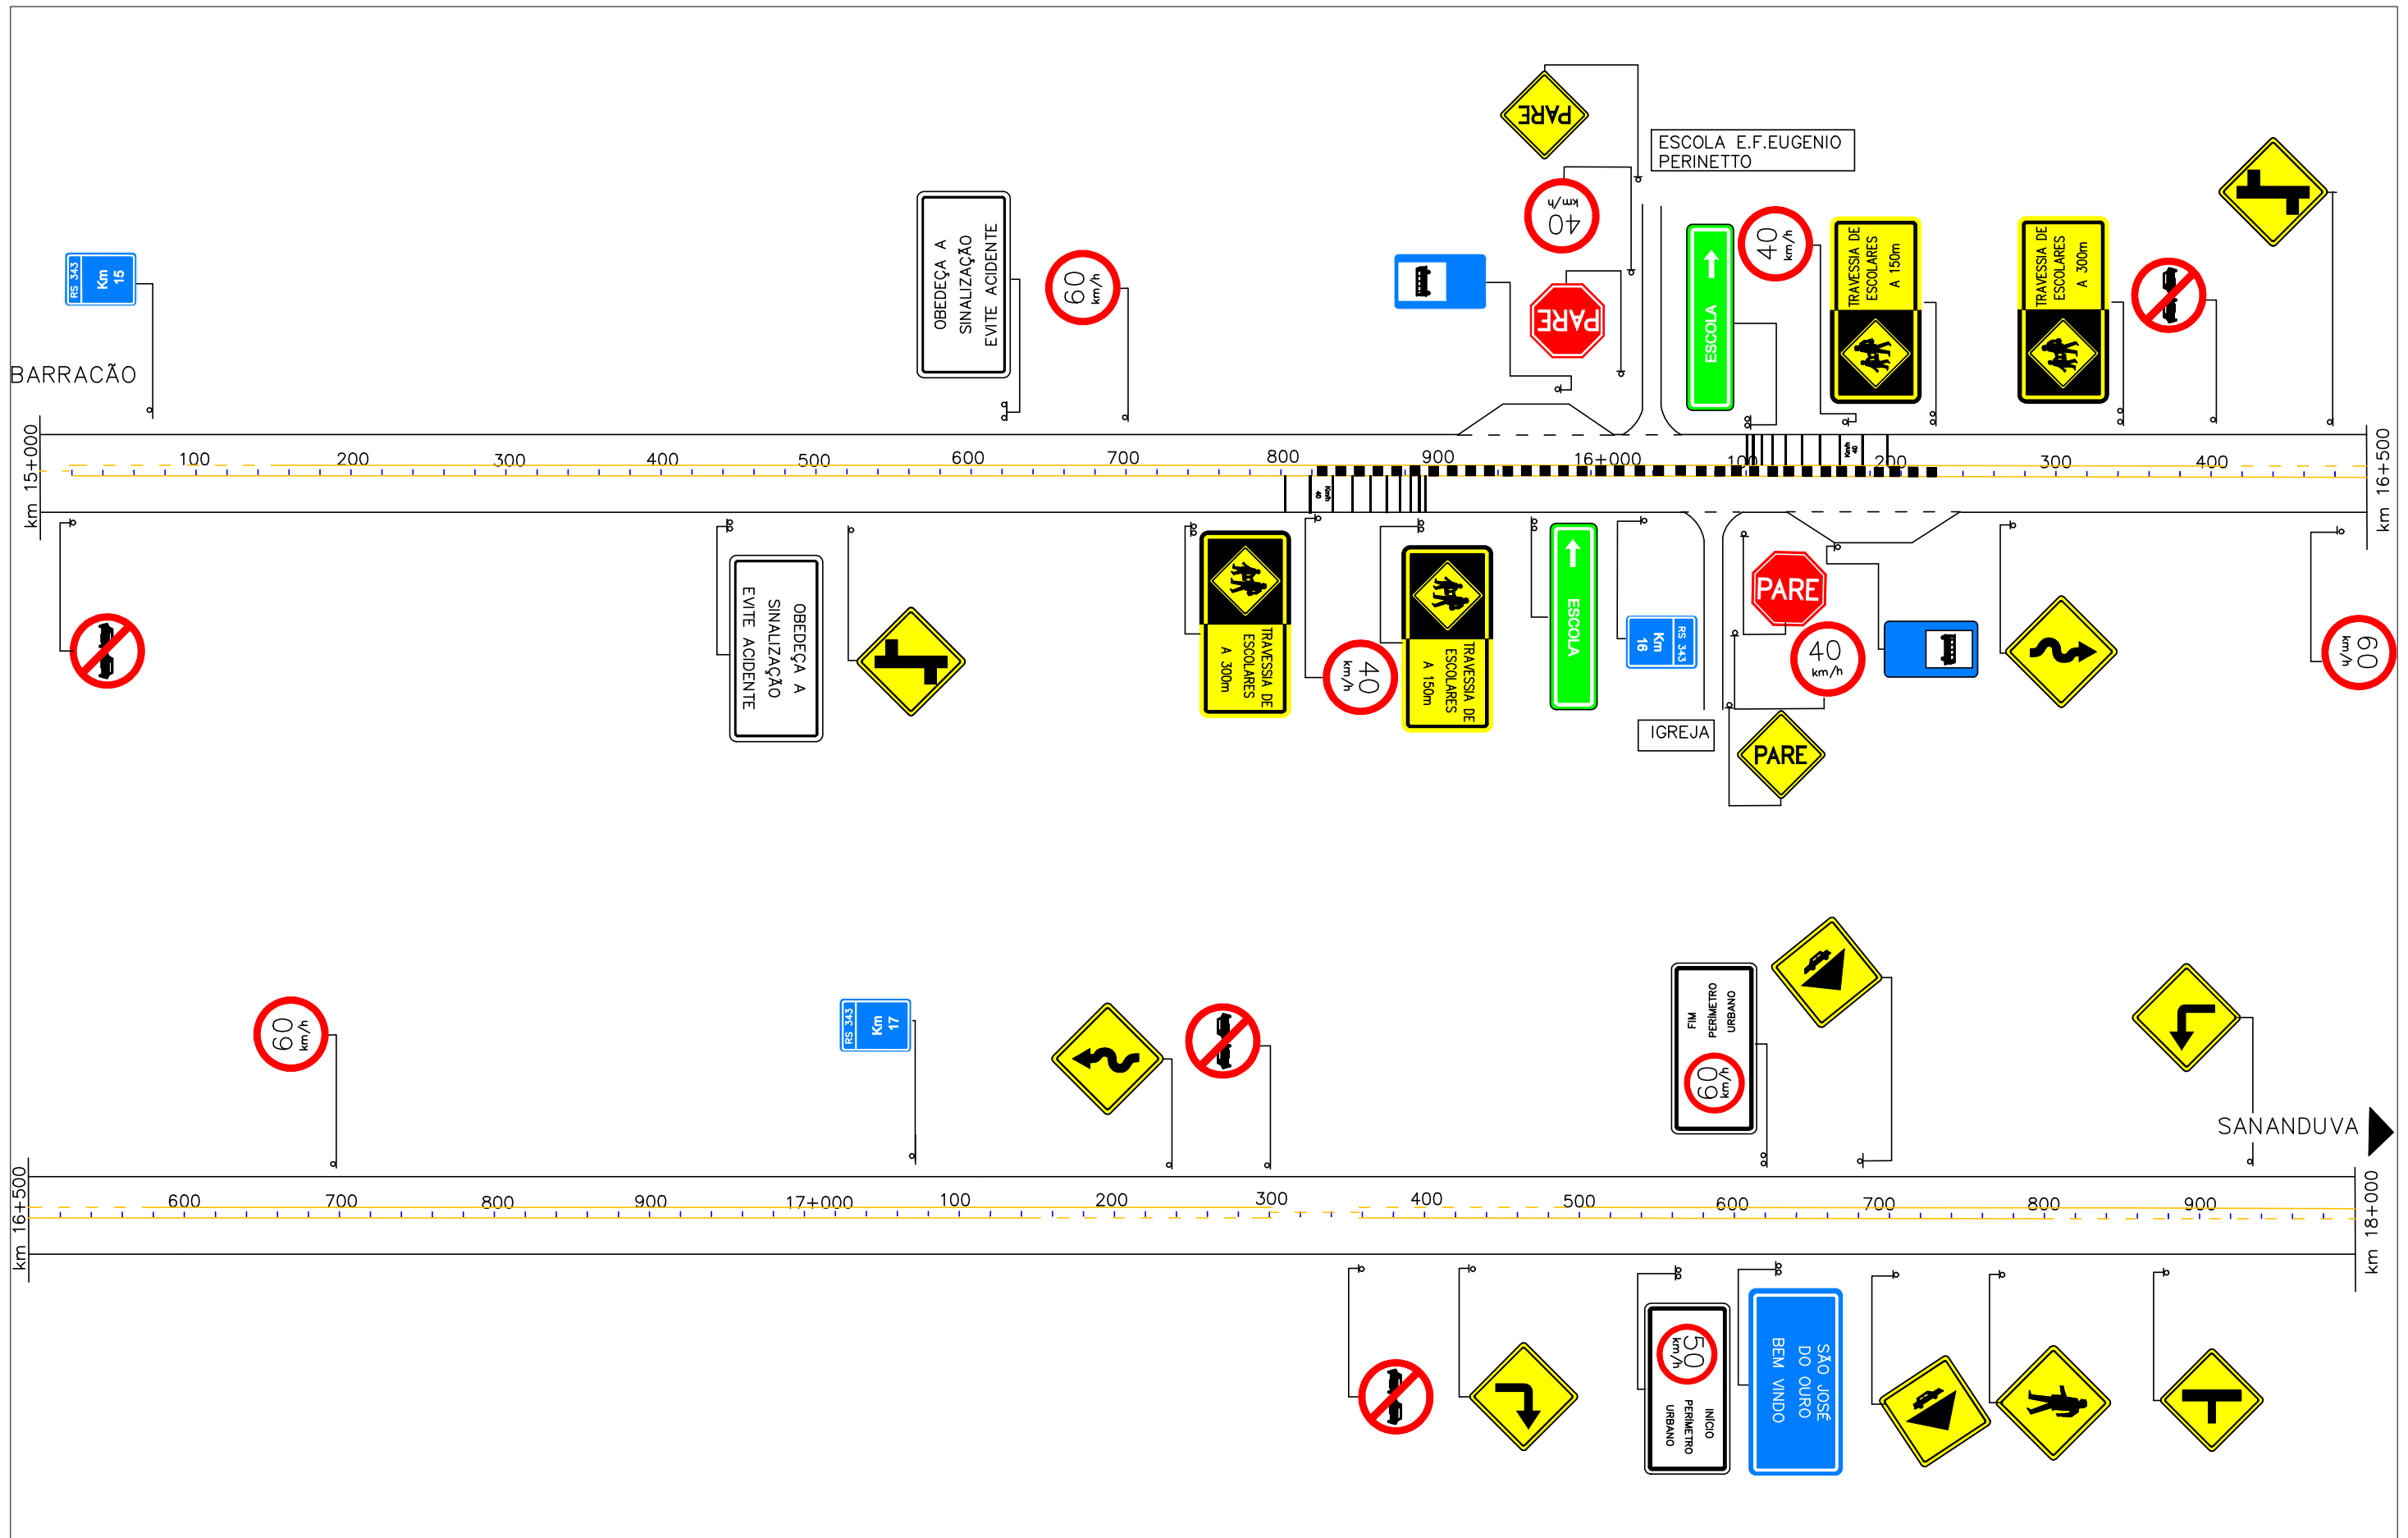 PARE
ESCOLA E.F.EUGENIO
PERINETTO
40
km/h
RS 343
Km
15
BARRACÃO
OBEDEÇA A
SINALIZAÇÃO
EVITE ACIDENTE
60
km/h
PARE
ESCOLA
40
km/h
TRAVESSIA DE
ESCOLARES
A 150m
TRAVESSIA DE
ESCOLARES
A 300m
km 15+000
100
200
300
400
500
600
700
800
900
16+000
100
200
300
400
km 16+500
40
Km/h
40
Km/h
OBEDEÇA A
SINALIZAÇÃO
EVITE ACIDENTE
TRAVESSIA DE
ESCOLARES
A 300m
40
km/h
TRAVESSIA DE
ESCOLARES
A 150m
ESCOLA
RS 343
Km
16
IGREJA
PARE
40
km/h
PARE
60
km/h
60
km/h
RS 343
Km
17
FIM
PERÍMETRO
URBANO
60
km/h
SANANDUVA
km 16+500
600
700
800
900
17+000
100
200
300
400
500
600
700
800
900
km 18+000
50
km/h
INÍCIO
PERÍMETRO
URBANO
SÃO JOSÉ
DO OURO
BEM VINDO